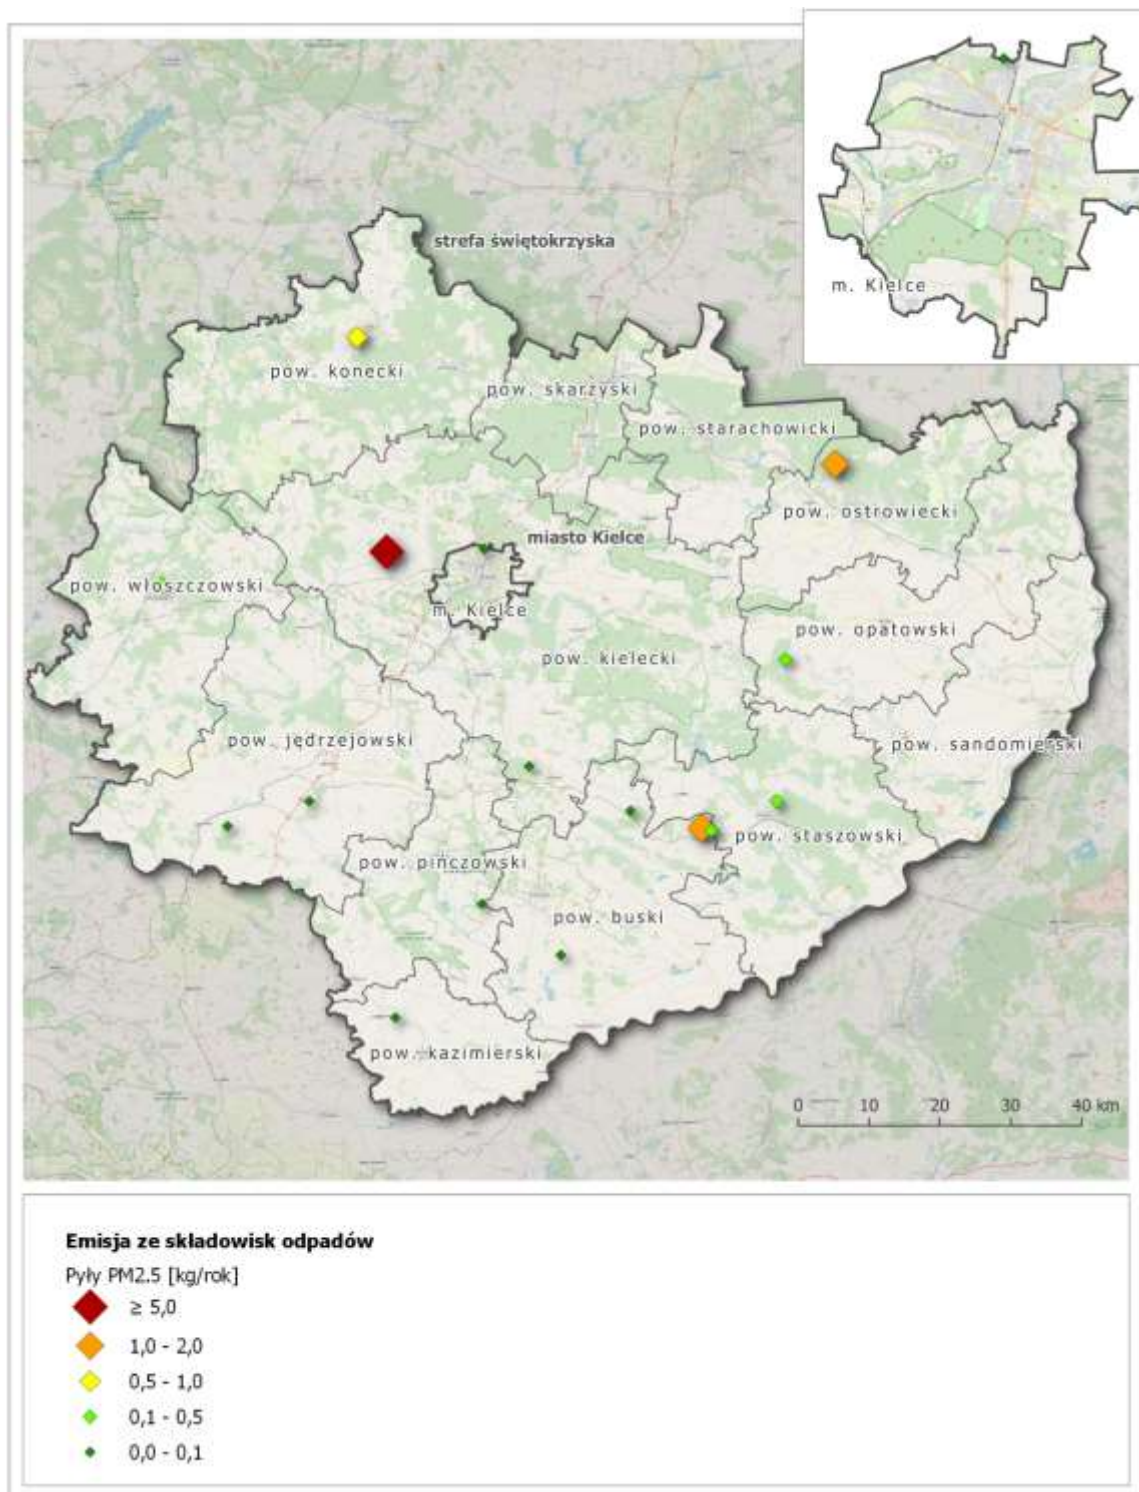 strefa świętokrzyska
m. Kielce
pow. konecki
pow. skarżyski
pow. starachowicki
pow. ostrowiecki
miasto Kielce
pow. włoszczowski
m. Kielce
pow. opatowski
pow. kielecki
pow. jędrzejowski
pow. sandomierski
pow. staszowski
pow. pińczowski
pow. buski
pow. kazimierski
0 10 20 30 40 km
Emisja ze składowisk odpadów
Pyły PM2.5 [kg/rok]
≥ 5,0
1,0 - 2,0
0,5 - 1,0
0,1 - 0,5
0,0 - 0,1